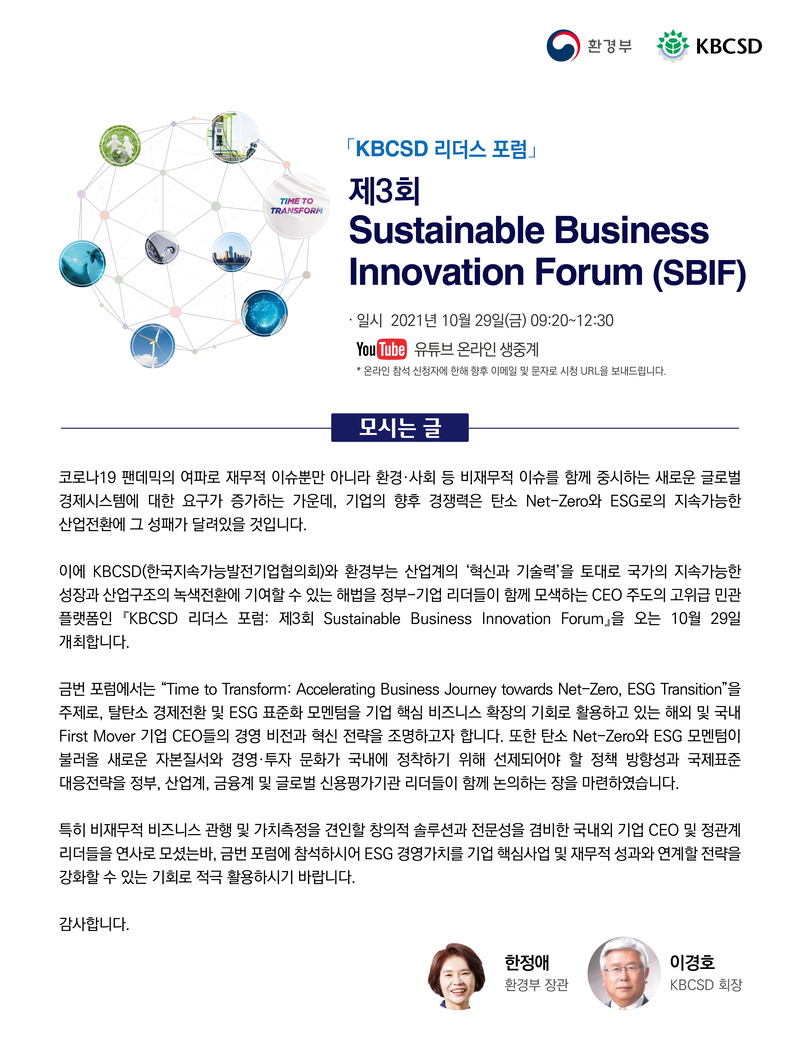 환경부
KBCSD
「KBCSD 리더스 포럼」
TIME TO
TRANSFORM
제3회
Sustainable Business
Innovation Forum (SBIF)
· 일시 2021년 10월 29일(금) 09:20~12:30
YouTube 유튜브 온라인 생중계
* 온라인 참석 신청자에 한해 향후 이메일 및 문자로 시청 URL을 보내드립니다.
모시는 글
코로나19 팬데믹의 여파로 재무적 이슈뿐만 아니라 환경·사회 등 비재무적 이슈를 함께 중시하는 새로운 글로벌
경제시스템에 대한 요구가 증가하는 가운데, 기업의 향후 경쟁력은 탄소 Net-Zero와 ESG로의 지속가능한
산업전환에 그 성패가 달려있을 것입니다.
이에 KBCSD(한국지속가능발전기업협의회)와 환경부는 산업계의 ‘혁신과 기술력’을 토대로 국가의 지속가능한
성장과 산업구조의 녹색전환에 기여할 수 있는 해법을 정부-기업 리더들이 함께 모색하는 CEO 주도의 고위급 민관
플랫폼인 『KBCSD 리더스 포럼: 제3회 Sustainable Business Innovation Forum』을 오는 10월 29일
개최합니다.
금번 포럼에서는 “Time to Transform: Accelerating Business Journey towards Net-Zero, ESG Transition”을
주제로, 탈탄소 경제전환 및 ESG 표준화 모멘텀을 기업 핵심 비즈니스 확장의 기회로 활용하고 있는 해외 및 국내
First Mover 기업 CEO들의 경영 비전과 혁신 전략을 조명하고자 합니다. 또한 탄소 Net-Zero와 ESG 모멘텀이
불러올 새로운 자본질서와 경영·투자 문화가 국내에 정착하기 위해 선제되어야 할 정책 방향성과 국제표준
대응전략을 정부, 산업계, 금융계 및 글로벌 신용평가기관 리더들이 함께 논의하는 장을 마련하였습니다.
특히 비재무적 비즈니스 관행 및 가치측정을 견인할 창의적 솔루션과 전문성을 겸비한 국내외 기업 CEO 및 정관계
리더들을 연사로 모셨는바, 금번 포럼에 참석하시어 ESG 경영가치를 기업 핵심사업 및 재무적 성과와 연계할 전략을
강화할 수 있는 기회로 적극 활용하시기 바랍니다.
감사합니다.
한정애
환경부 장관
이경호
KBCSD 회장